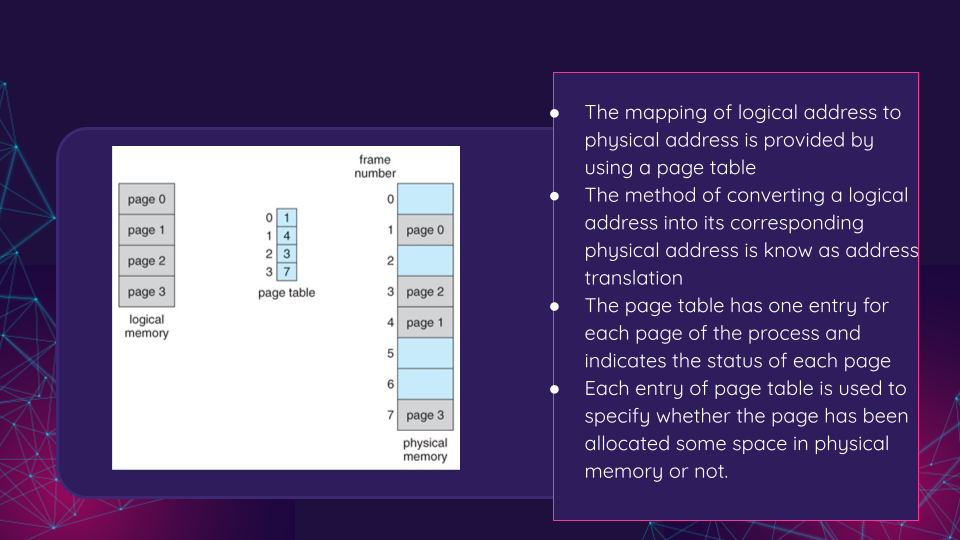 page 0
page 1
page 2
page 3
logical
memory
0 1
1 4
2 3
3 7
page table
frame
number
0
1 page 0
2
3 page 2
4 page 1
5
6
7 page 3
physical
memory
● The mapping of logical address to
physical address is provided by
using a page table
● The method of converting a logical
address into its corresponding
physical address is know as address
translation
● The page table has one entry for
each page of the process and
indicates the status of each page
● Each entry of page table is used to
specify whether the page has been
allocated some space in physical
memory or not.